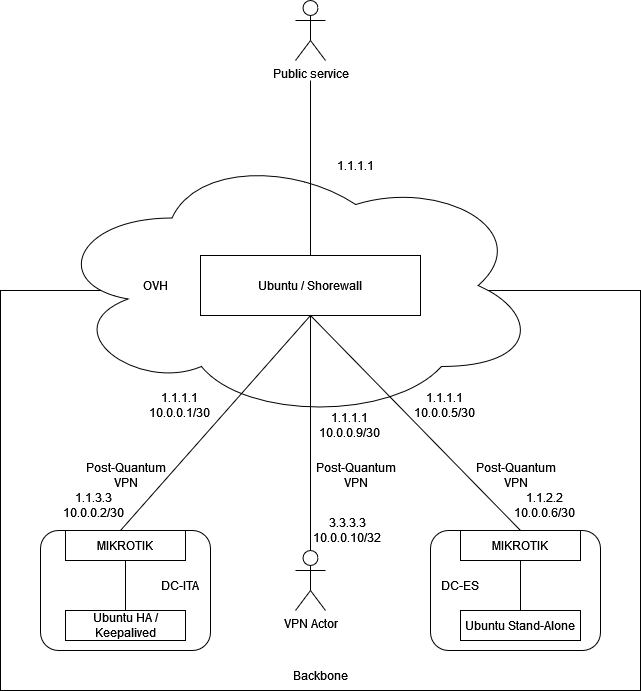 Public service
1.1.1.1
OVH
Ubuntu / Shorewall
1.1.1.1
10.0.0.1/30
1.1.1.1
10.0.0.9/30
1.1.1.1
10.0.0.5/30
Post-Quantum
VPN
Post-Quantum
VPN
Post-Quantum
VPN
1.1.3.3
10.0.0.2/30
3.3.3.3
10.0.0.10/32
1.1.2.2
10.0.0.6/30
MIKROTIK
MIKROTIK
DC-ITA
DC-ES
Ubuntu HA /
Keepalived
VPN Actor
Ubuntu Stand-Alone
Backbone